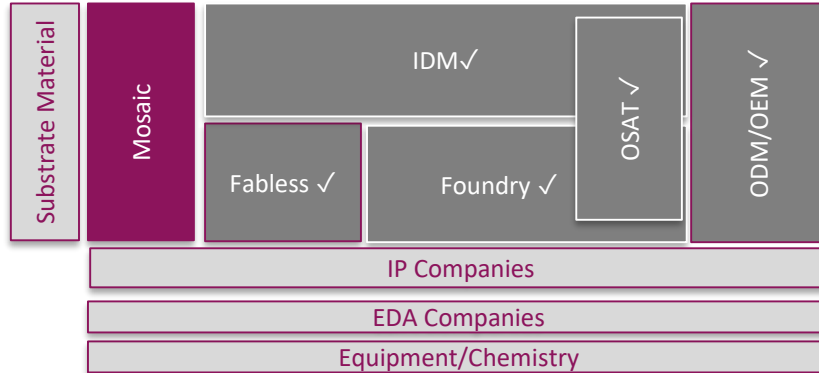 Substrate Material
Mosaic
IDM✓
Fabless ✓
Foundry ✓
OSAT ✓
ODM/OEM ✓
IP Companies
EDA Companies
Equipment/Chemistry